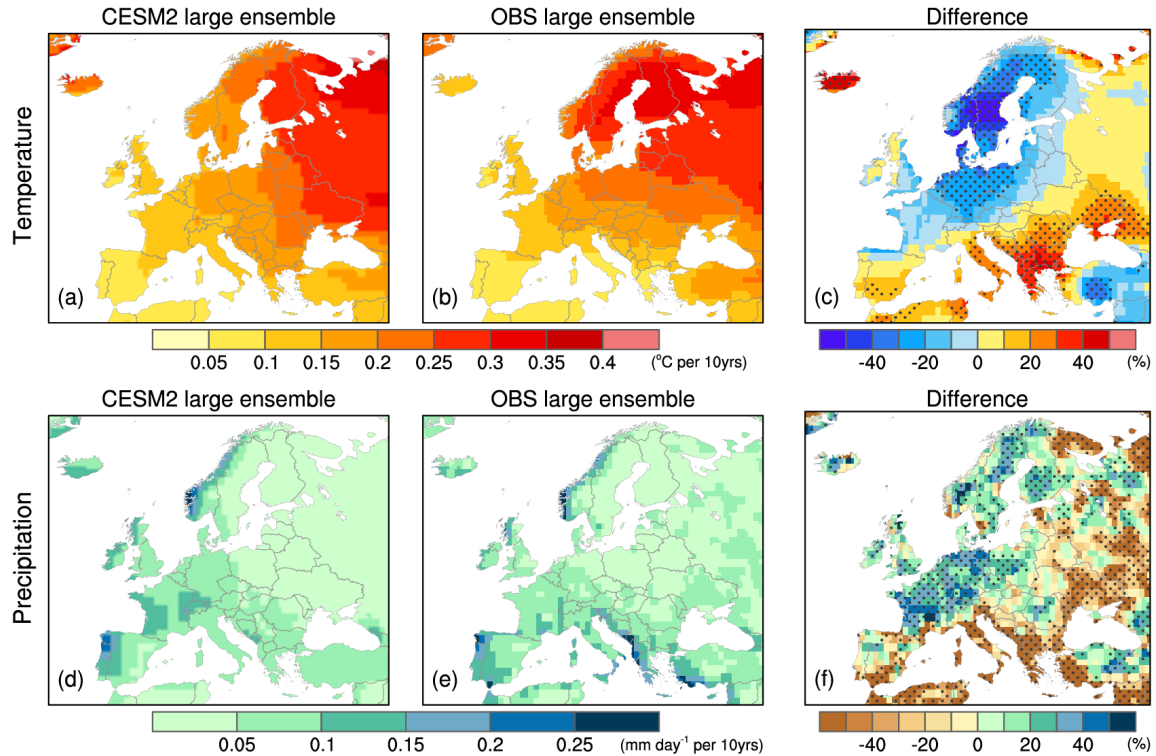 CESM2 large ensemble OBS large ensemble Difference
Temperature
(a) (b) (c)
0.05 0.1 0.15 0.2 0.25 0.3 0.35 0.4 (°C per 10yrs) -40 -20 0 20 40 (%)
CESM2 large ensemble OBS large ensemble Difference
Precipitation
(d) (e) (f)
0.05 0.1 0.15 0.2 0.25 (mm day⁻¹ per 10yrs) -40 -20 0 20 40 (%)